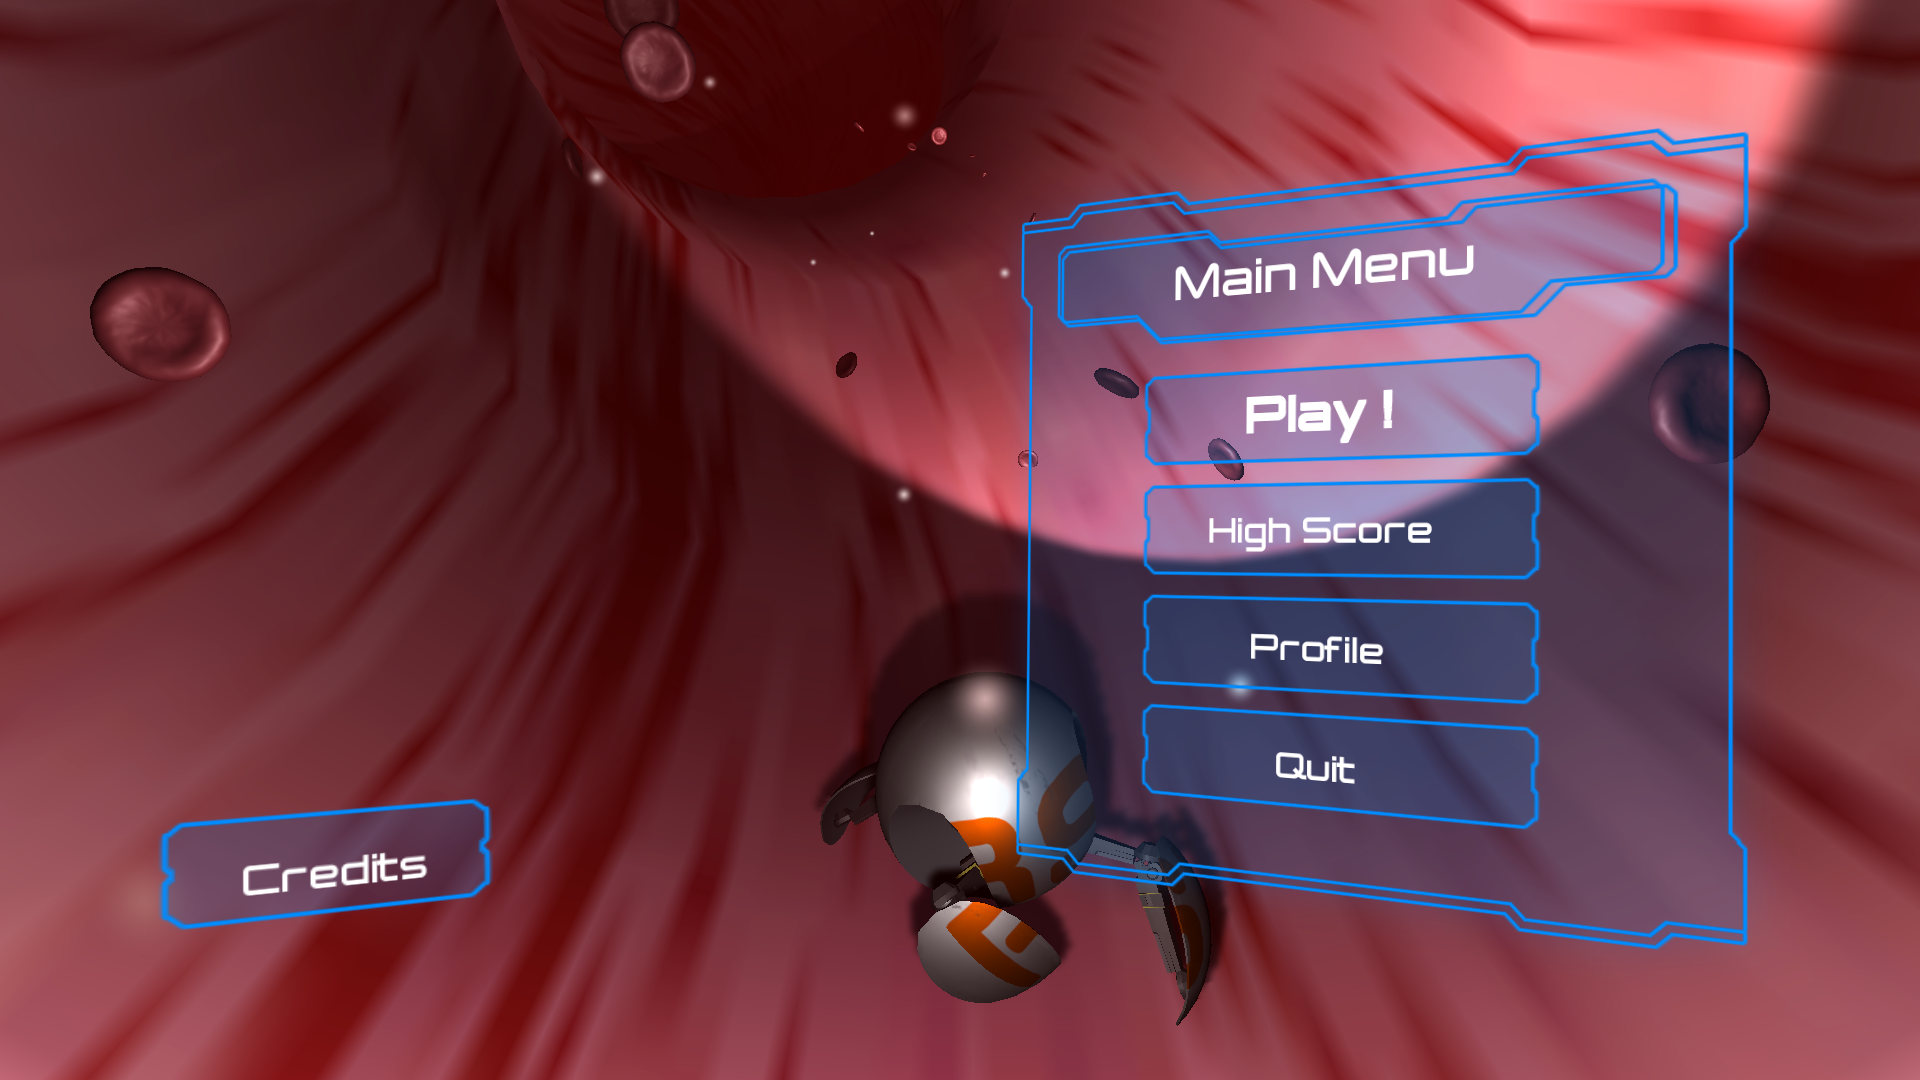 Main Menu
Play !
High Score
Profile
Quit
Credits